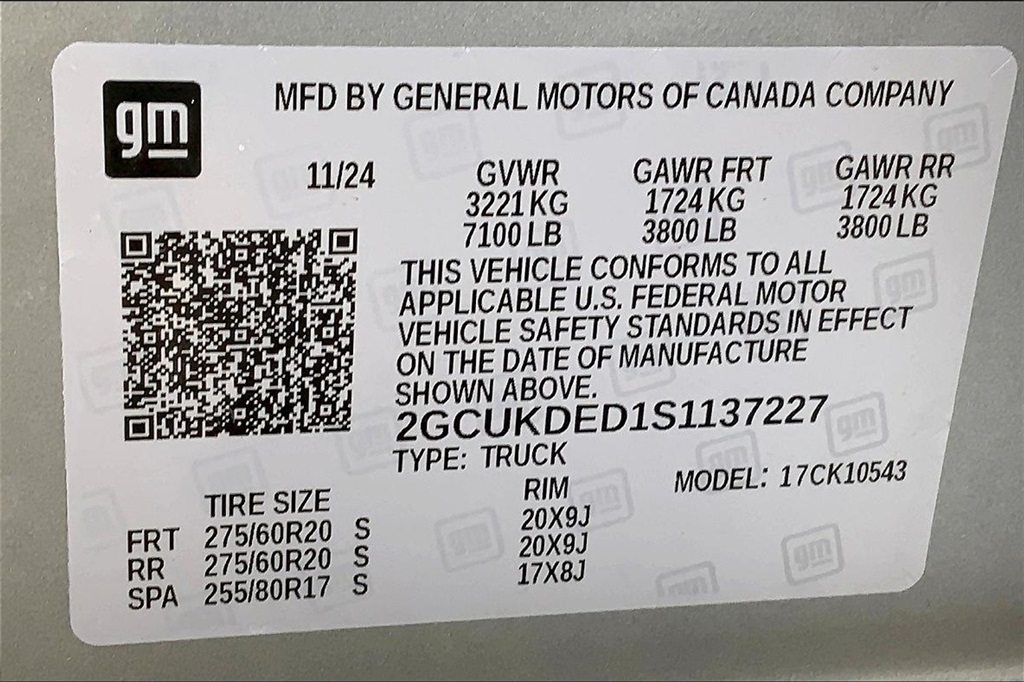 gm
MFD BY GENERAL MOTORS OF CANADA COMPANY
11/24 GVWR GAWR FRT GAWR RR
3221 KG 1724 KG 1724 KG
7100 LB 3800 LB 3800 LB
THIS VEHICLE CONFORMS TO ALL
APPLICABLE U.S. FEDERAL MOTOR
VEHICLE SAFETY STANDARDS IN EFFECT
ON THE DATE OF MANUFACTURE
SHOWN ABOVE.
2GCUKDED1S1137227
TYPE: TRUCK MODEL: 17CK10543
TIRE SIZE RIM
FRT 275/60R20 S 20X9J
RR 275/60R20 S 20X9J
SPA 255/80R17 S 17X8J